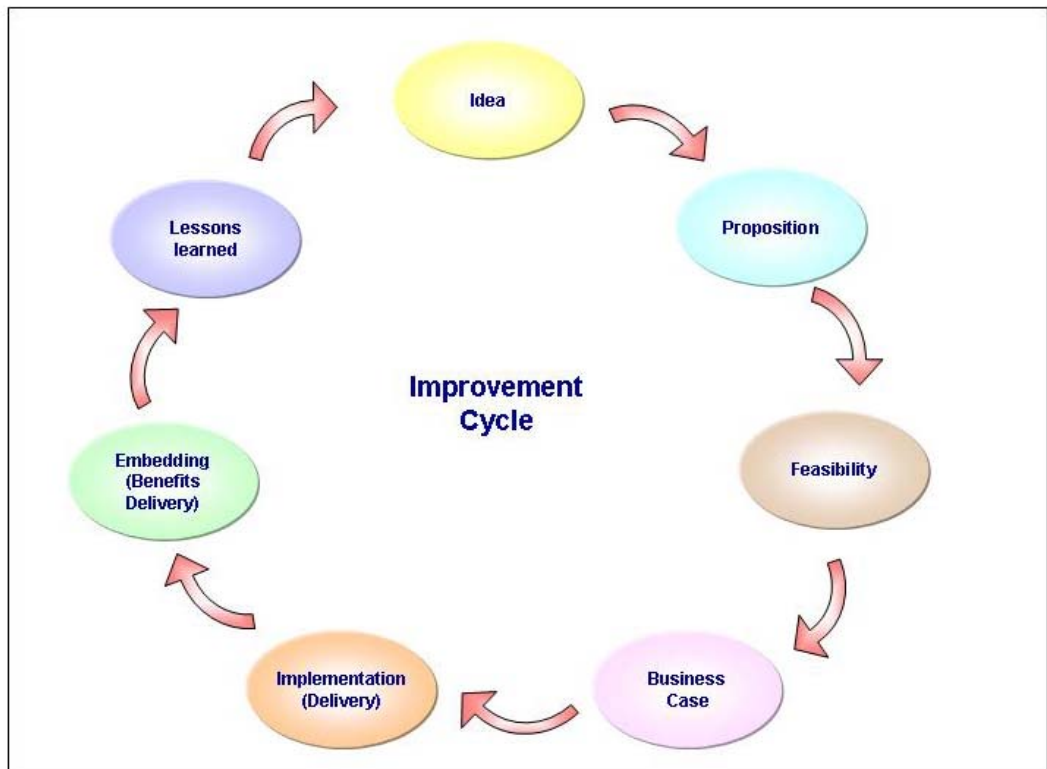 Idea
Proposition
Feasibility
Business
Case
Implementation
(Delivery)
Embedding
(Benefits
Delivery)
Lessons
learned
Improvement
Cycle